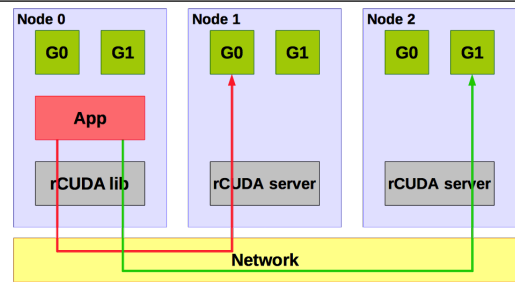 Node 0
Node 1
Node 2
G0
G1
G0
G1
G0
G1
App
rCUDA lib
rCUDA server
rCUDA server
Network